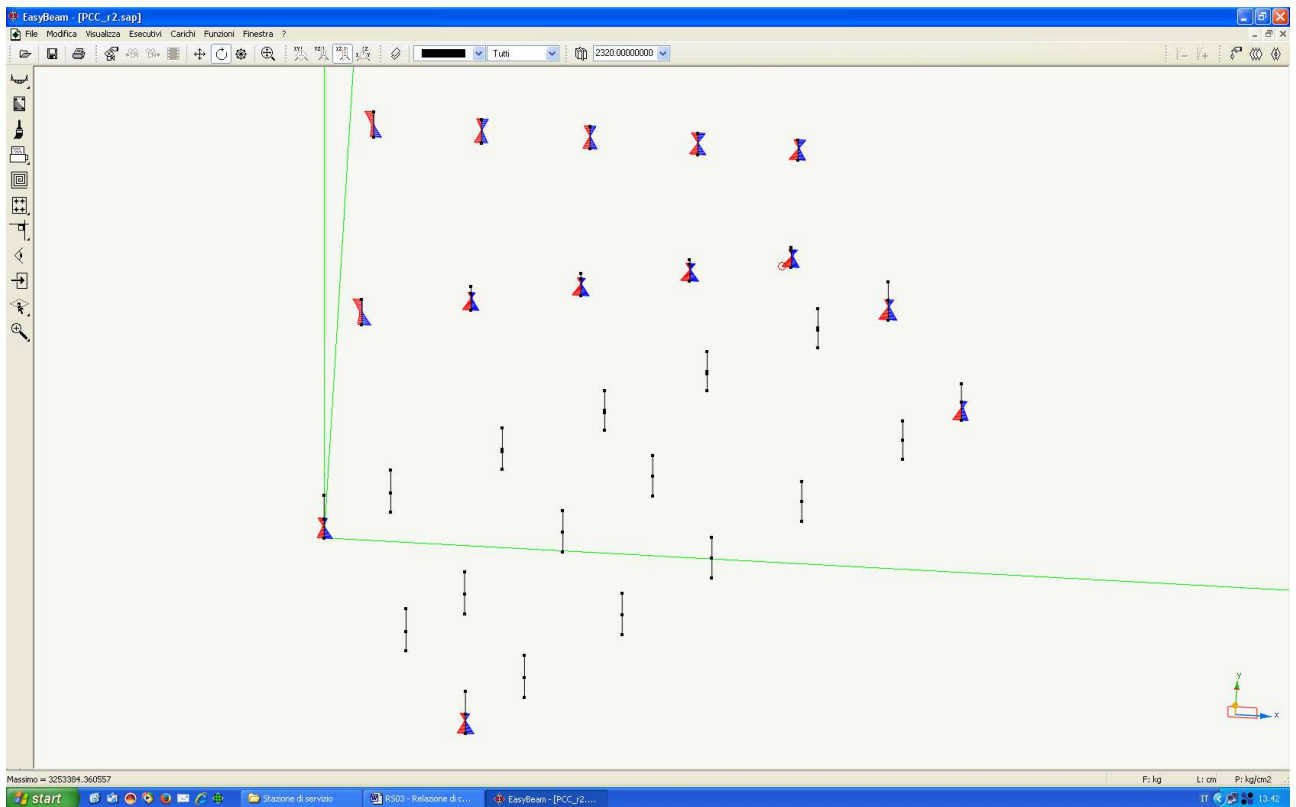 EasyBeam - [PCC_r2.sap]
File Modifica Visualizza Esecutivi Carichi Funzioni Finestra ?
Tutti 2320.00000000
y
x
Massimo = 3253384.360557 F: kg L: cm P: kg/cm2
start Stazione di servizio RS03 - Relazione di c... EasyBeam - [PCC_r2.... IT 13.42